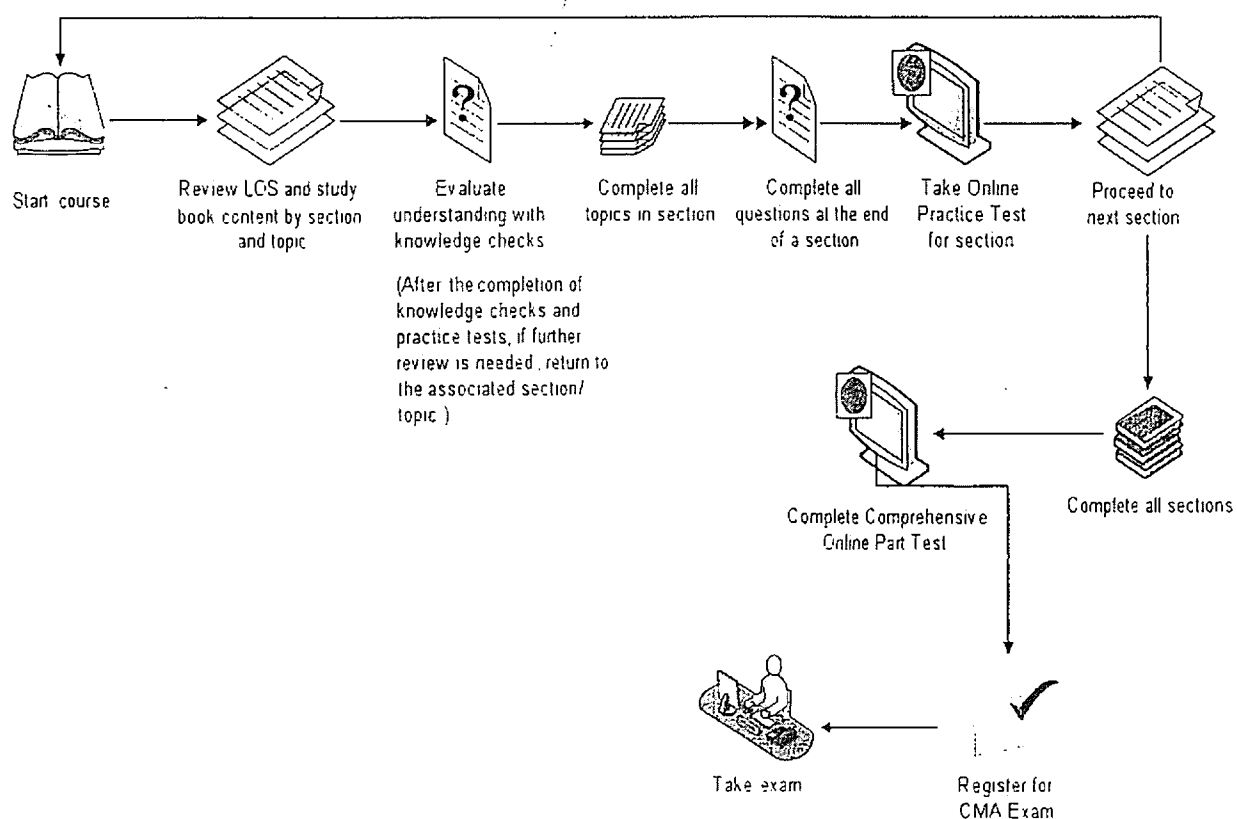 Start course
Review LOS and study
book content by section
and topic
Evaluate
understanding with
knowledge checks
(After the completion of
knowledge checks and
practice tests, if further
review is needed, return to
the associated section/
topic.)
Complete all
topics in section
Complete all
questions at the end
of a section
Take Online
Practice Test
for section
Proceed to
next section
Complete all sections
Complete Comprehensive
Online Part Test
Register for
CMA Exam
Take exam